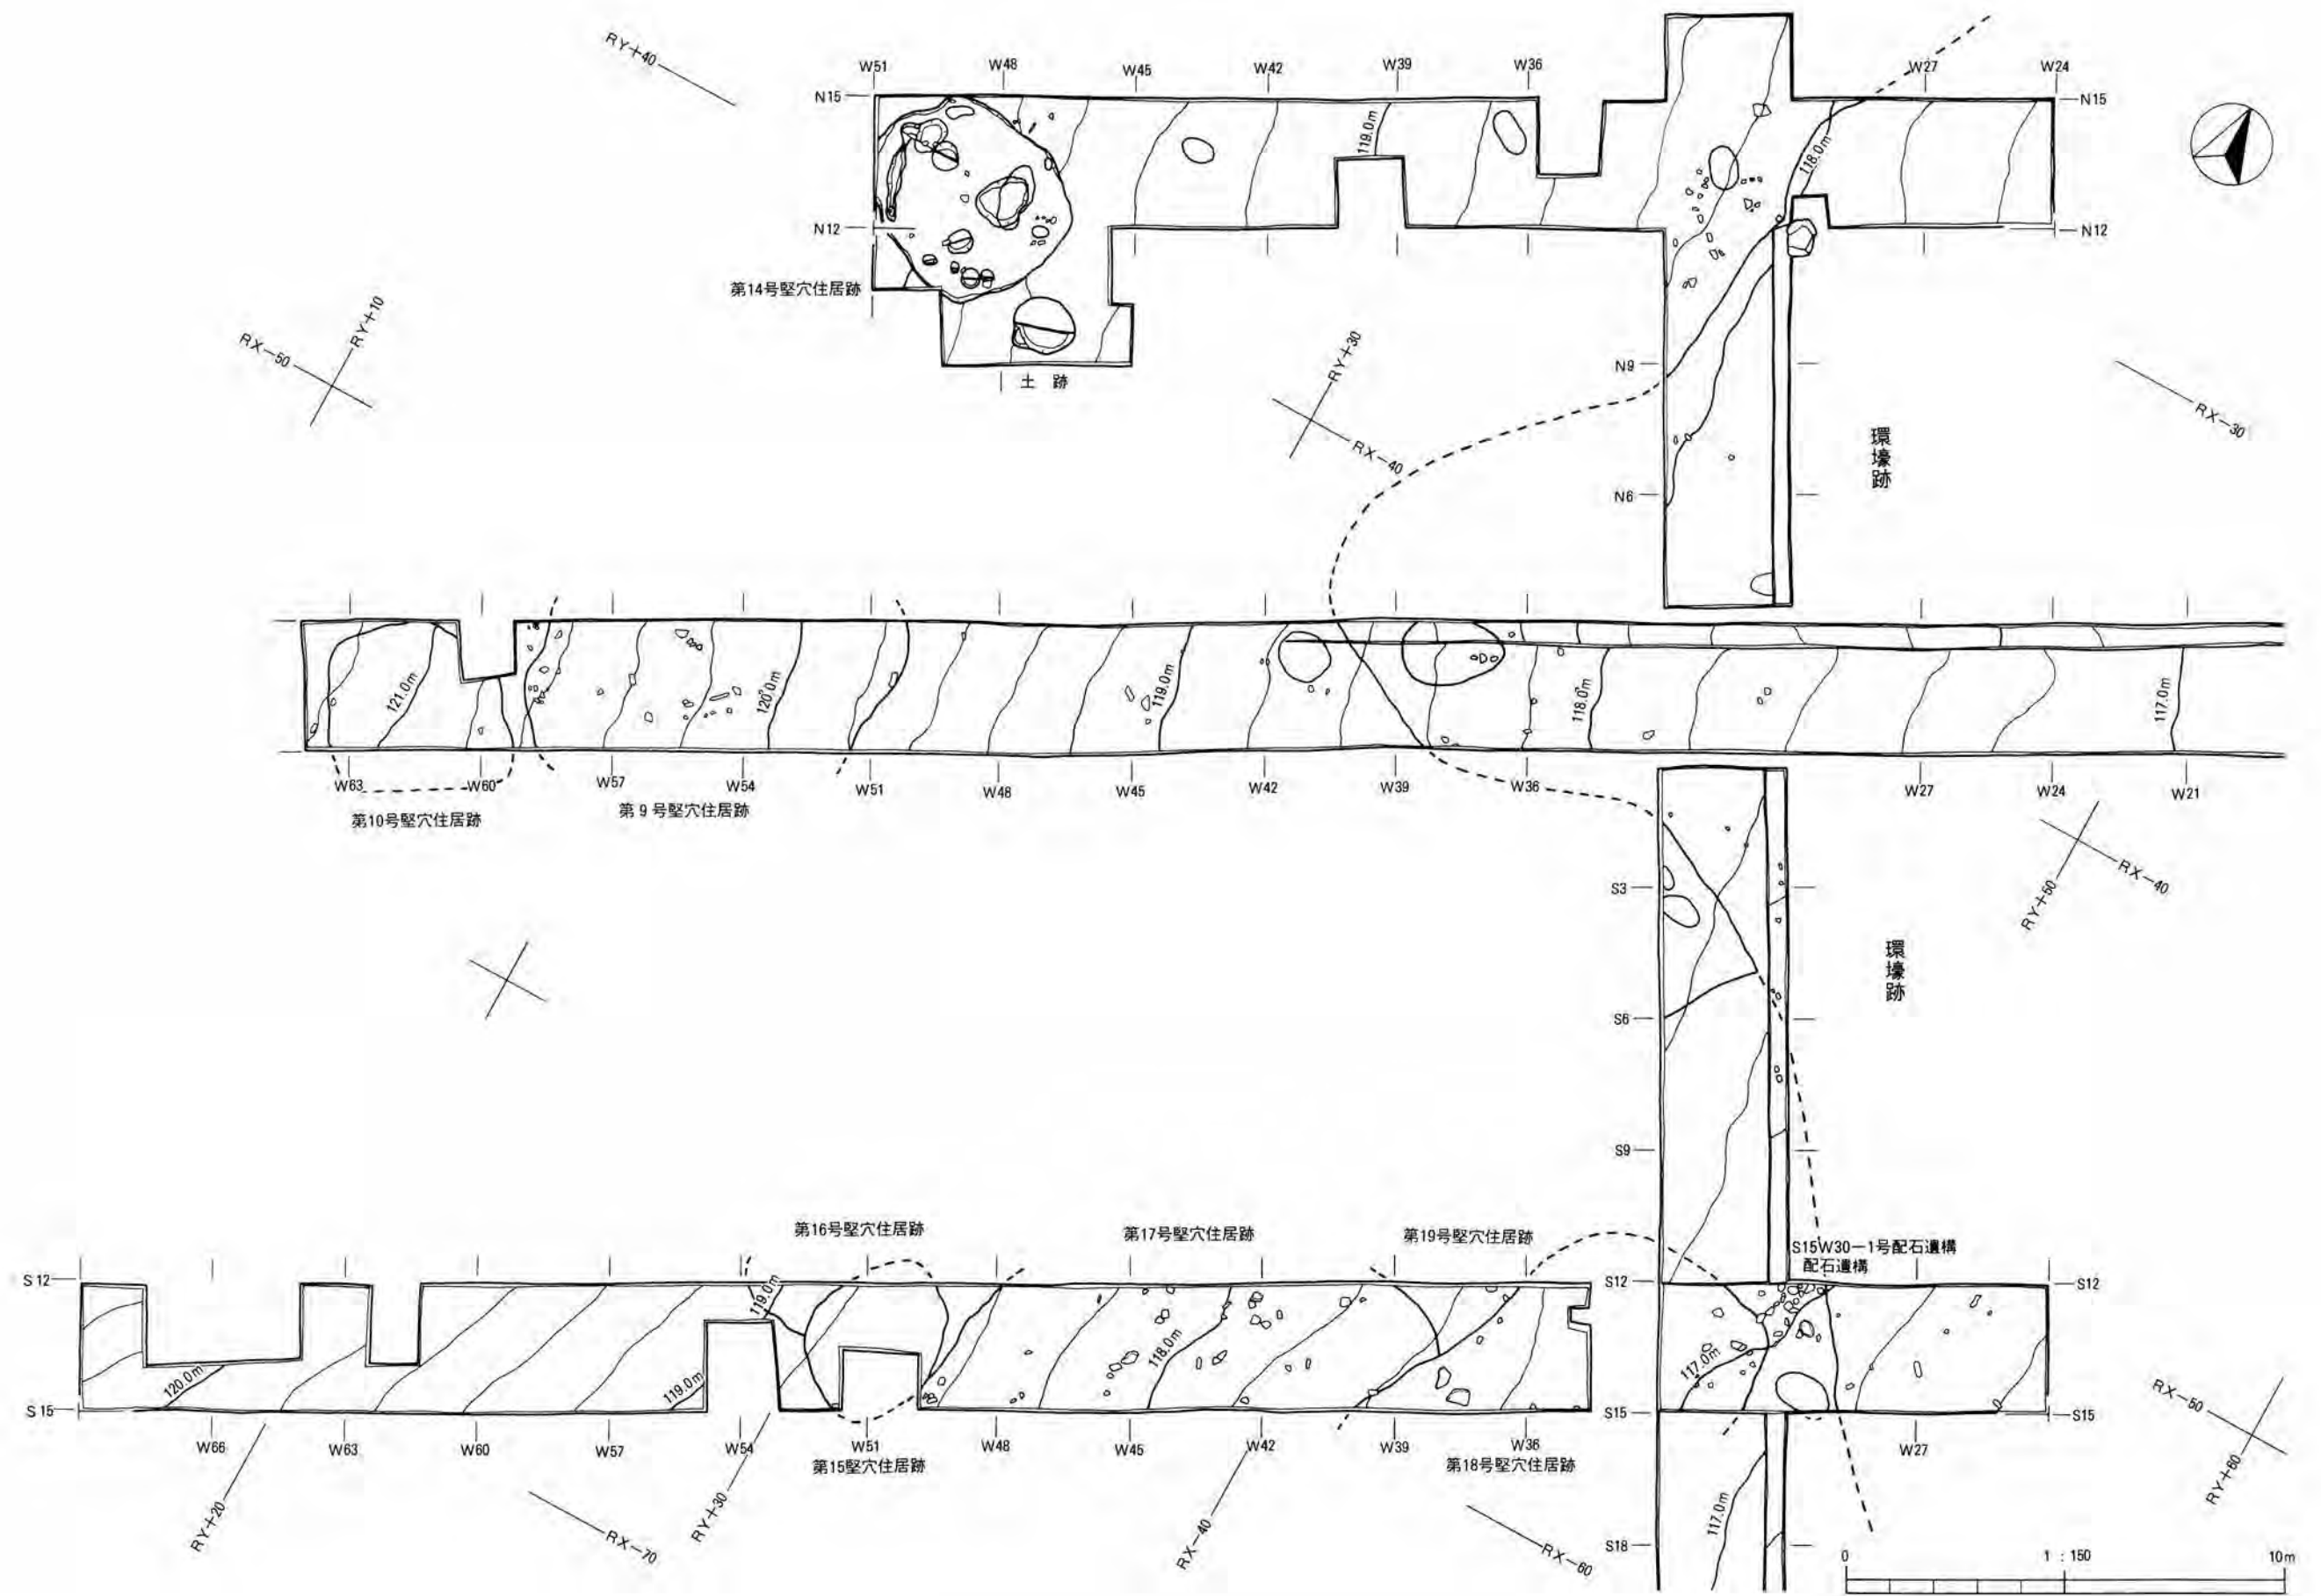 RY+40
W51
W48
W45
W42
W39
W36
W27
W24
N15
119.0m
118.0m
N15
N12
N12
第14号竪穴住居跡
土 跡
RX-50
RY+10
RY+30
RX-40
N9
N6
環壕跡
RX-30
121.0m
120.0m
119.0m
118.0m
117.0m
W63
W60
W57
W54
W51
W48
W45
W42
W39
W36
W27
W24
W21
第10号竪穴住居跡
第9号竪穴住居跡
S3
S6
S9
環壕跡
RY+50
RX-40
第16号竪穴住居跡
第17号竪穴住居跡
第19号竪穴住居跡
S15W30-1号配石遺構
配石遺構
S12
S12
S12
120.0m
119.0m
119.0m
118.0m
117.0m
S15
S15
S15
W66
W63
W60
W57
W54
W51
W48
W45
W42
W39
W36
W27
第15竪穴住居跡
第18号竪穴住居跡
RY+20
RX-70
RY+30
RX-40
RX-60
RX-50
RY+60
117.0m
S18
0
1 : 150
10m